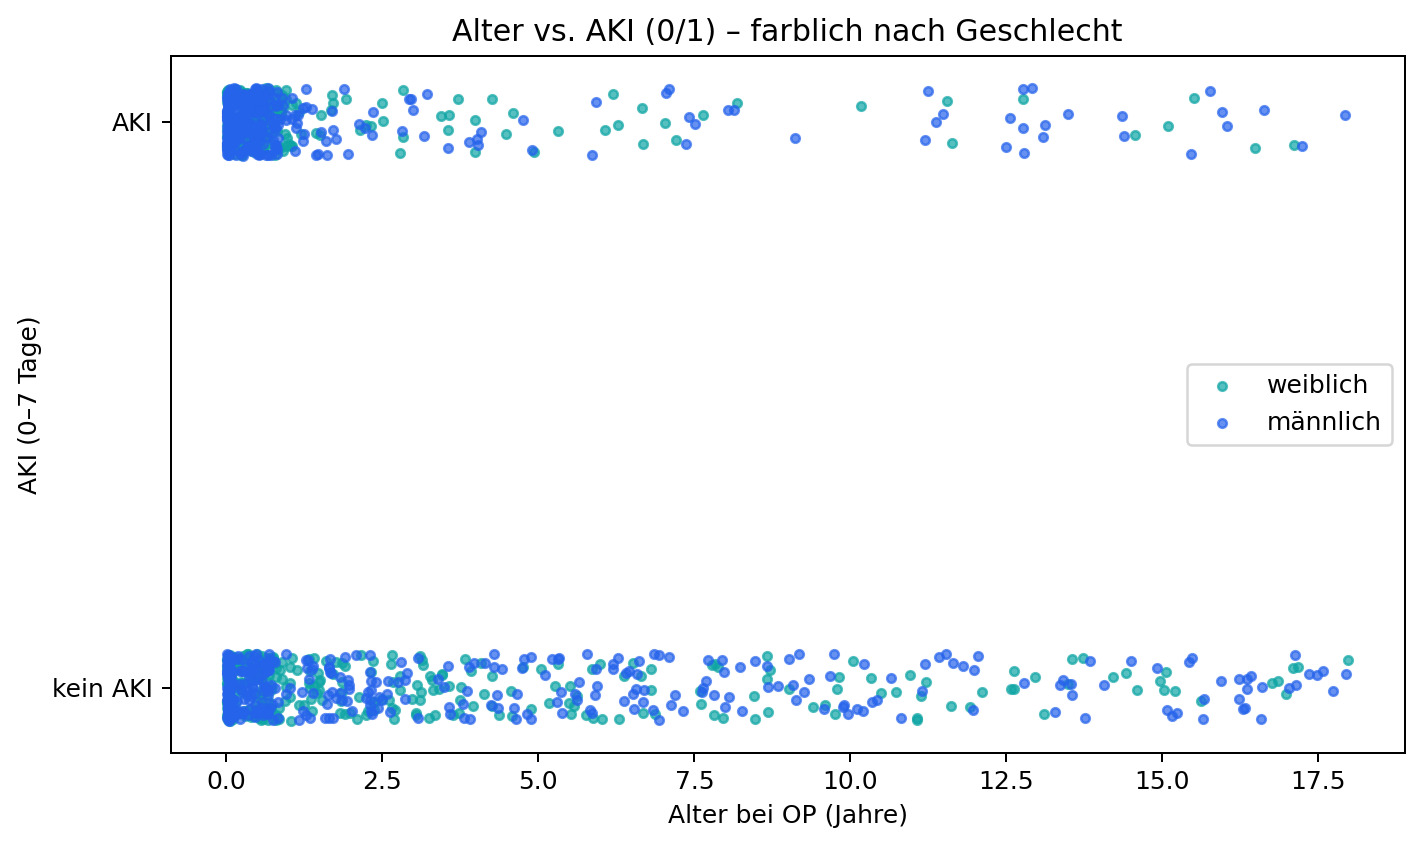 Alter vs. AKI (0/1) – farblich nach Geschlecht
AKI
AKI (0–7 Tage)
weiblich
männlich
kein AKI
0.0 2.5 5.0 7.5 10.0 12.5 15.0 17.5
Alter bei OP (Jahre)